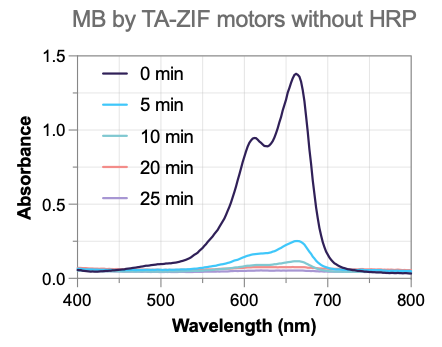 MB by TA-ZIF motors without HRP
1.5
1.0
0.5
0.0
Absorbance
0 min
5 min
10 min
20 min
25 min
400
500
600
700
800
Wavelength (nm)